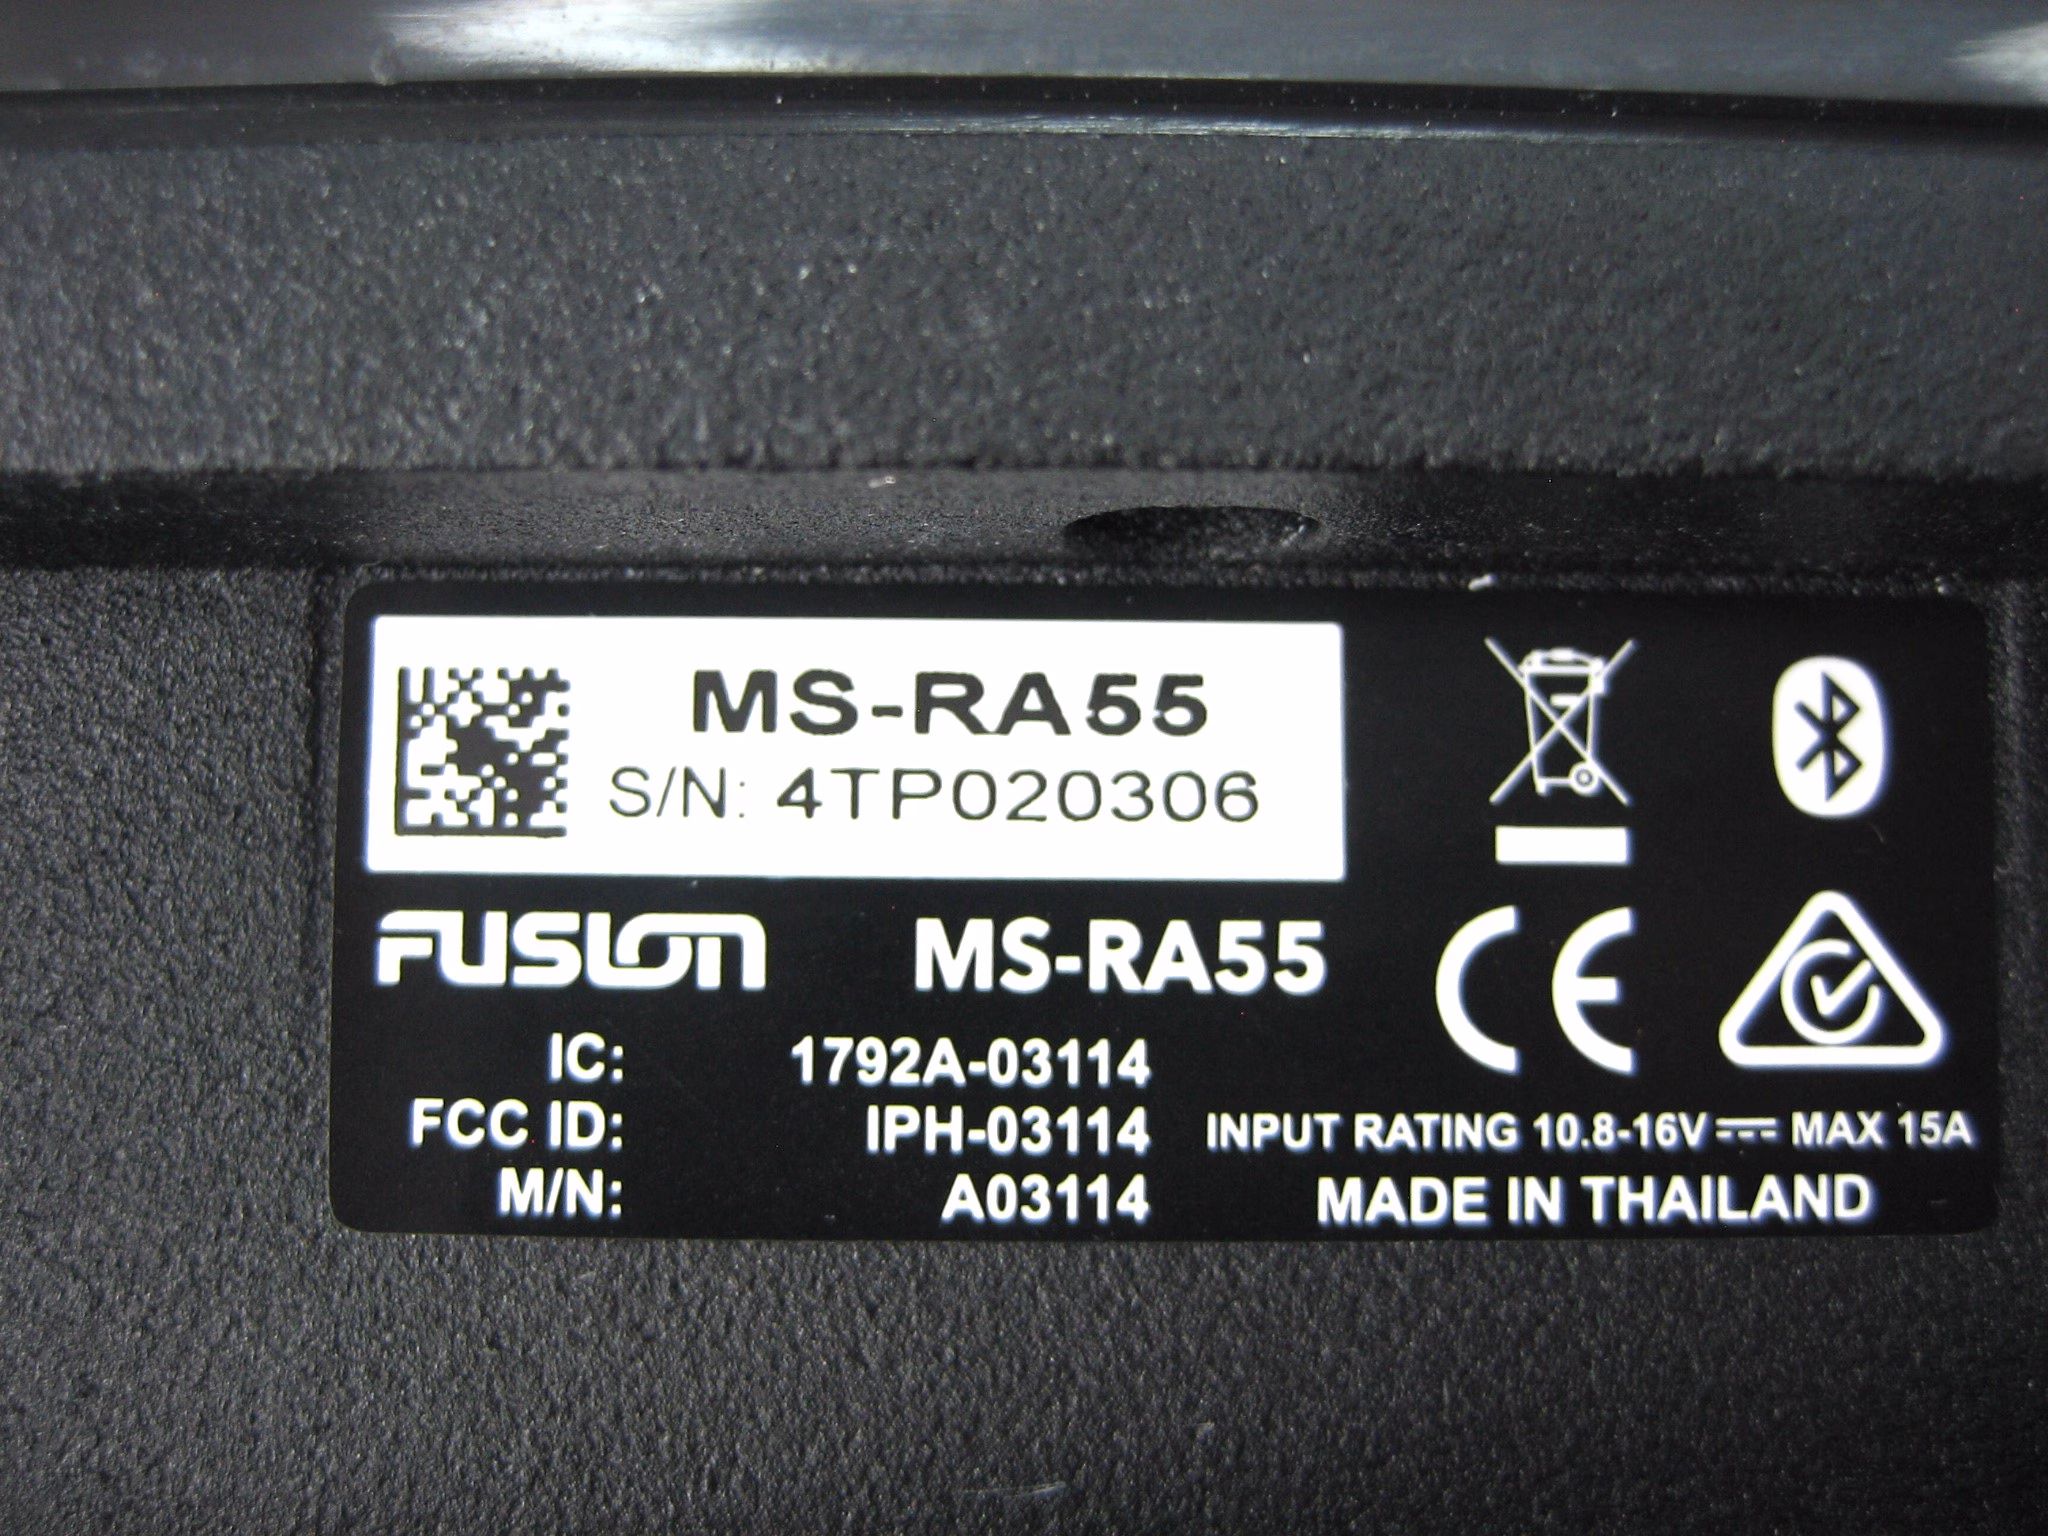 MS-RA55
S/N: 4TP020306
FUSION MS-RA55
IC: 1792A-03114
FCC ID: IPH-03114
M/N: A03114
CE
INPUT RATING 10.8-16V ⎓ MAX 15A
MADE IN THAILAND